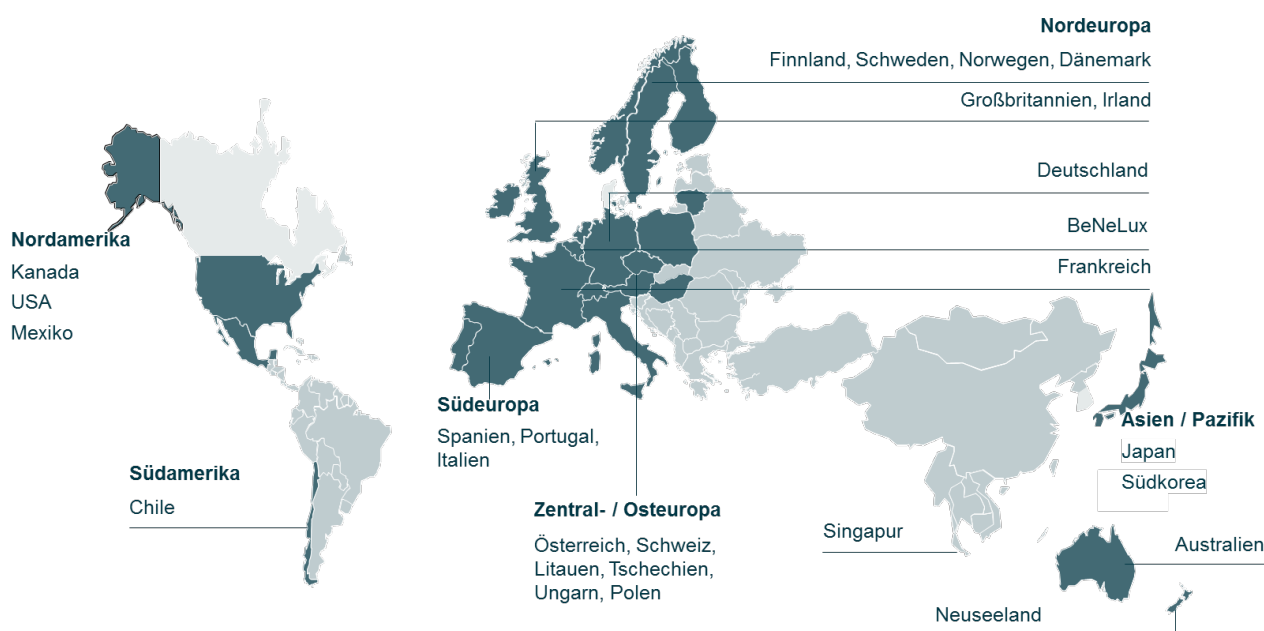 Nordeuropa
Finnland, Schweden, Norwegen, Dänemark
Großbritannien, Irland
Deutschland
BeNeLux
Frankreich
Nordamerika
Kanada
USA
Mexiko
Südeuropa
Spanien, Portugal,
Italien
Südamerika
Chile
Zentral- / Osteuropa
Österreich, Schweiz,
Litauen, Tschechien,
Ungarn, Polen
Asien / Pazifik
Japan
Südkorea
Singapur
Australien
Neuseeland